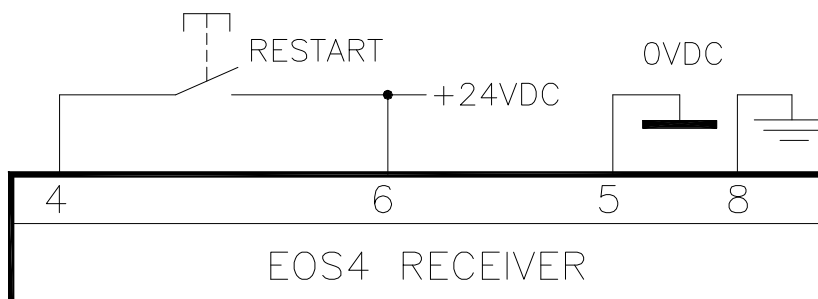 RESTART
0VDC
+24VDC
4 6 5 8
EOS4 RECEIVER